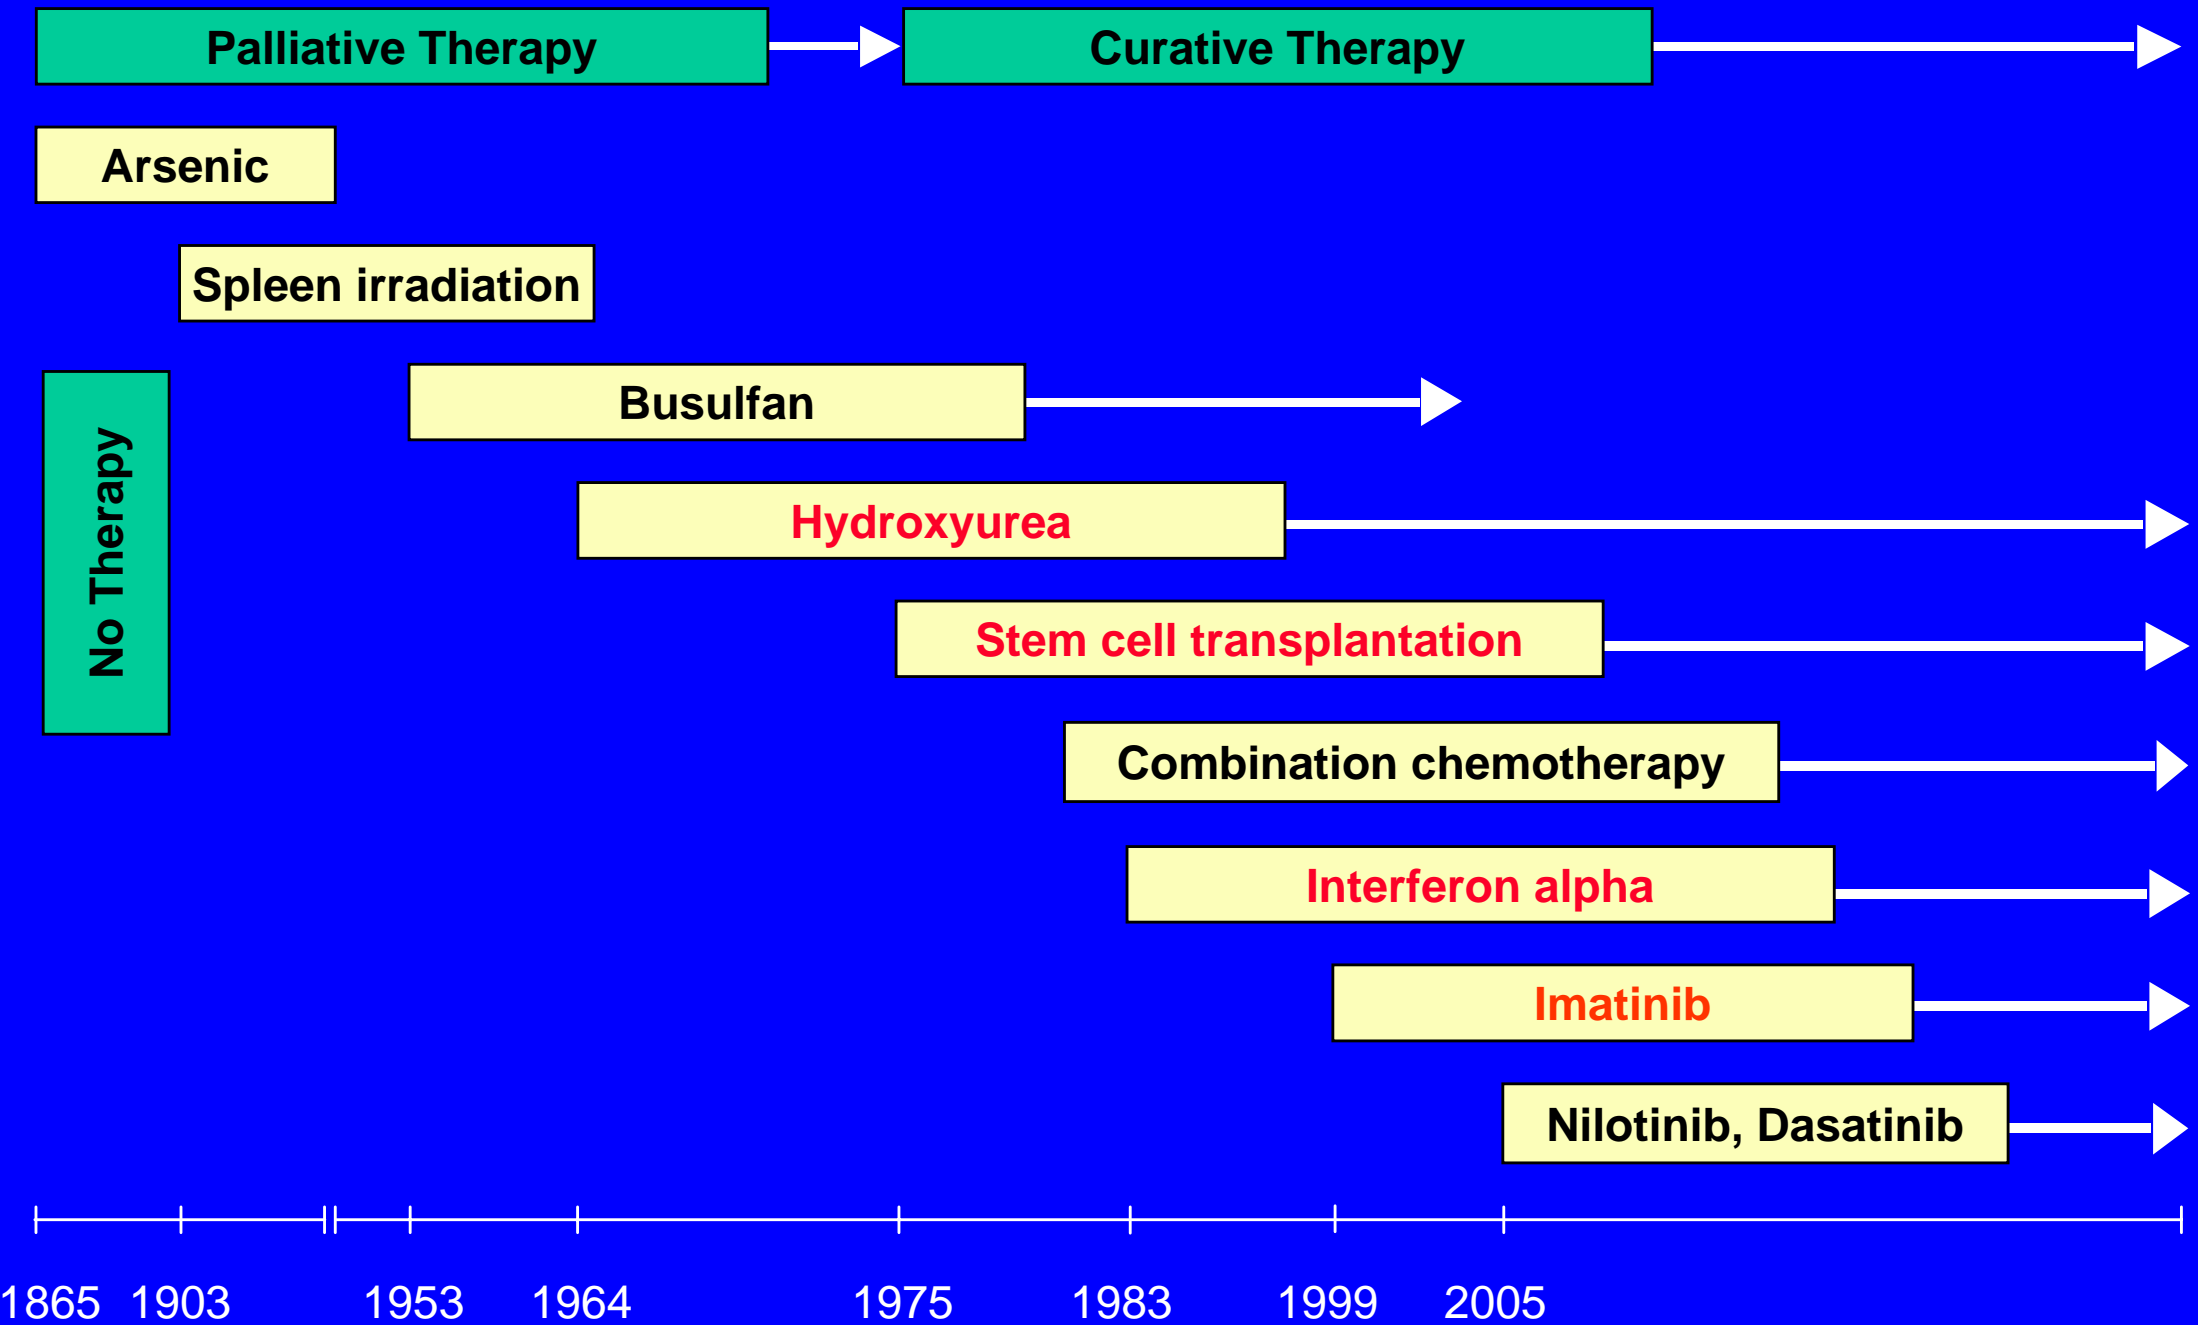 Palliative Therapy
Curative Therapy
Arsenic
Spleen irradiation
No Therapy
Busulfan
Hydroxyurea
Stem cell transplantation
Combination chemotherapy
Interferon alpha
Imatinib
Nilotinib, Dasatinib
1865 1903 1953 1964 1975 1983 1999 2005